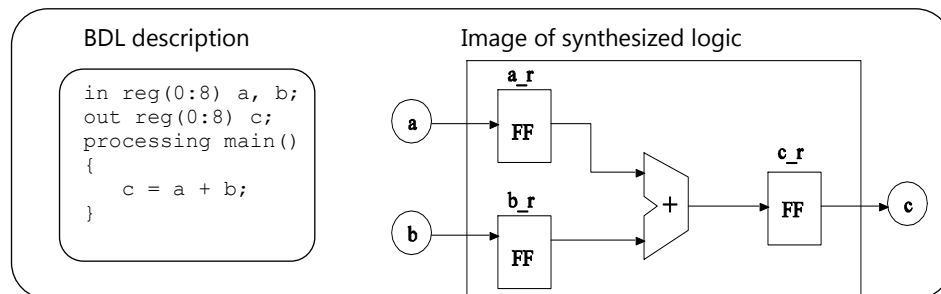 BDL description
Image of synthesized logic
in reg(0:8) a, b;
out reg(0:8) c;
processing main()
{
c = a + b;
}
a_r
a
FF
c_r
b_r
+
FF
c
b
FF